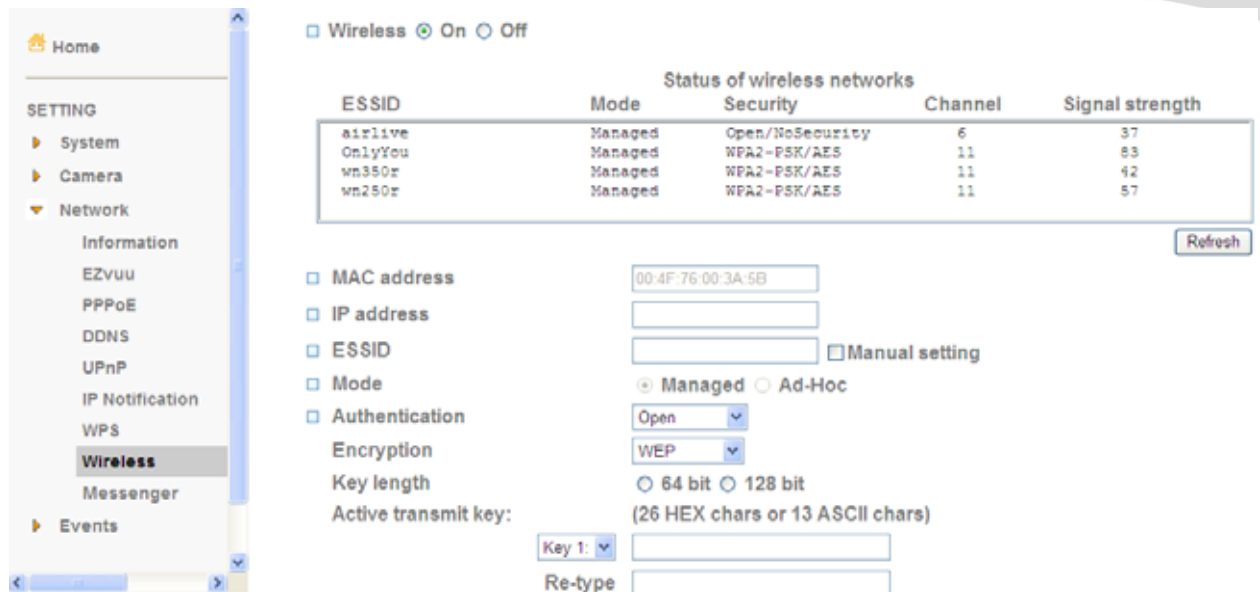 Home
SETTING
System
Camera
Network
Information
EZvuu
PPPoE
DDNS
UPnP
IP Notification
WPS
Wireless
Messenger
Events
Wireless On Off
Status of wireless networks
ESSID Mode Security Channel Signal strength
airlive Managed Open/NoSecurity 6 37
OnlyYou Managed WPA2-PSK/AES 11 83
wn350r Managed WPA2-PSK/AES 11 42
wn250r Managed WPA2-PSK/AES 11 57
Refresh
MAC address 00:4F:76:00:3A:5B
IP address
ESSID Manual setting
Mode Managed Ad-Hoc
Authentication Open
Encryption WEP
Key length 64 bit 128 bit
Active transmit key: (26 HEX chars or 13 ASCII chars)
Key 1:
Re-type